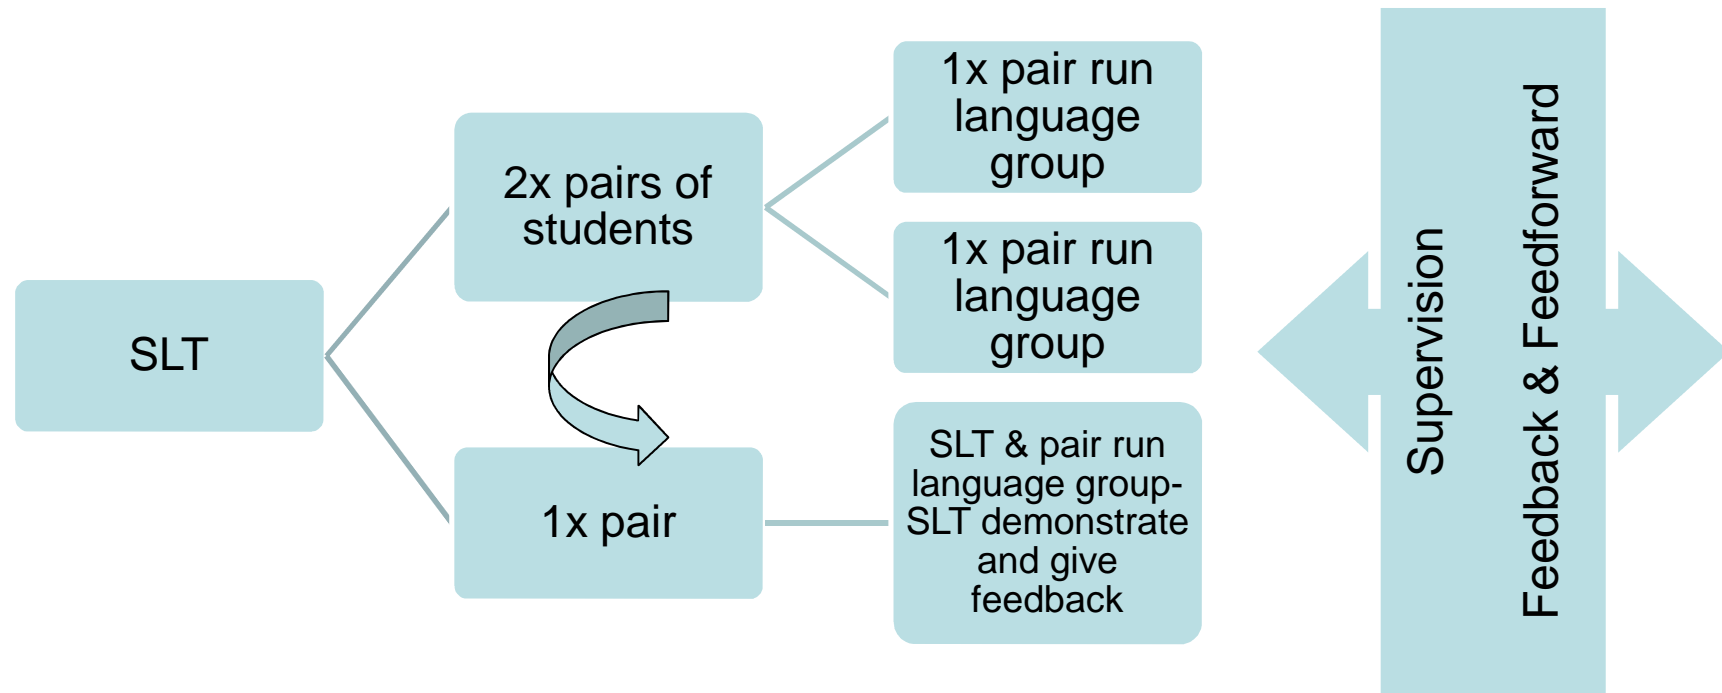 SLT
2x pairs of
students
1x pair
1x pair run
language
group
1x pair run
language
group
SLT & pair run
language group-
SLT demonstrate
and give
feedback
Supervision
Feedback & Feedforward